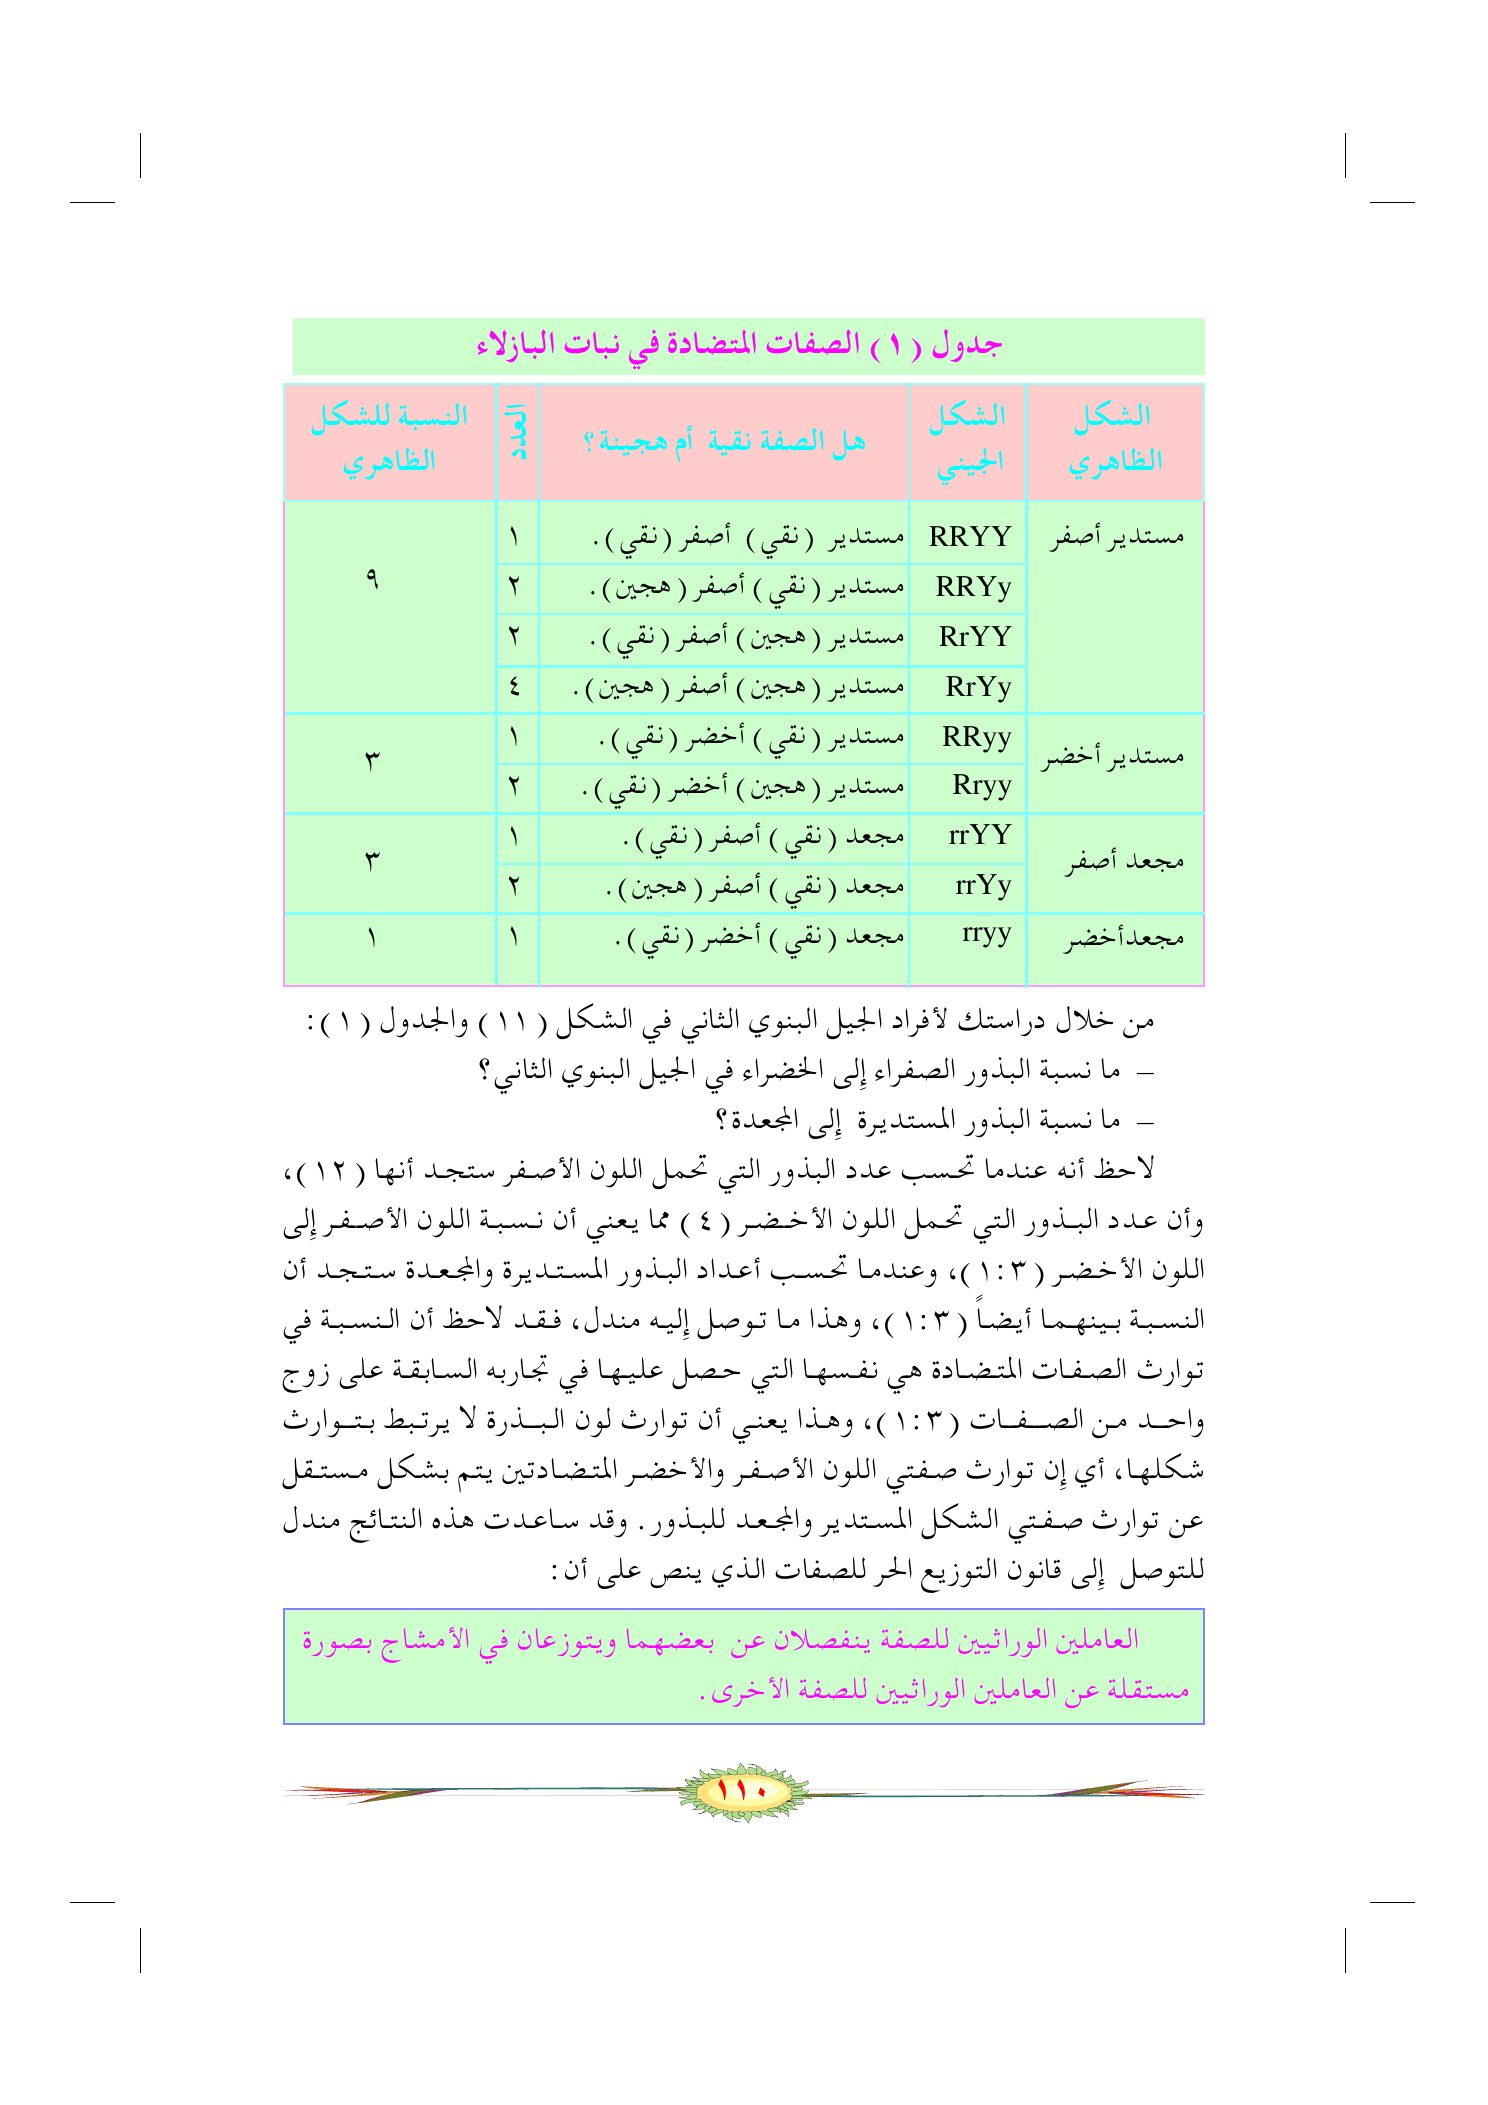 جدول (١) الصفات المتضادة في نبات البازلاء
الشكل الظاهري | الشكل الجيني | هل الصفة نقية أم هجينة؟ | العدد | النسبة للشكل الظاهري
مستدير أصفر | RRYY | مستدير (نقي) أصفر (نقي). | ١ | ٩
RRYy | مستدير (نقي) أصفر (هجين). | ٢
RrYY | مستدير (هجين) أصفر (نقي). | ٢
RrYy | مستدير (هجين) أصفر (هجين). | ٤
مستدير أخضر | RRyy | مستدير (نقي) أخضر (نقي). | ١ | ٣
Rryy | مستدير (هجين) أخضر (نقي). | ٢
مجعد أصفر | rrYY | مجعد (نقي) أصفر (نقي). | ١ | ٣
rrYy | مجعد (نقي) أصفر (هجين). | ٢
مجعدأخضر | rryy | مجعد (نقي) أخضر (نقي). | ١ | ١
من خلال دراستك لأفراد الجيل البنوي الثاني في الشكل (١١) والجدول (١):
– ما نسبة البذور الصفراء إِلى الخضراء في الجيل البنوي الثاني؟
– ما نسبة البذور المستديرة إِلى المجعدة؟
لاحظ أنه عندما تحسب عدد البذور التي تحمل اللون الأصفر ستجد أنها (١٢)،
وأن عدد البذور التي تحمل اللون الأخضر (٤) مما يعني أن نسبة اللون الأصفر إِلى
اللون الأخضر (١:٣)، وعندما تحسب أعداد البذور المستديرة والمجعدة ستجد أن
النسبة بينهما أيضاً (١:٣)، وهذا ما توصل إِليه مندل، فقد لاحظ أن النسبة في
توارث الصفات المتضادة هي نفسها التي حصل عليها في تجاربه السابقة على زوج
واحد من الصفات (١:٣)، وهذا يعني أن توارث لون البذرة لا يرتبط بتوارث
شكلها، أي إِن توارث صفتي اللون الأصفر والأخضر المتضادتين يتم بشكل مستقل
عن توارث صفتي الشكل المستدير والمجعد للبذور. وقد ساعدت هذه النتائج مندل
للتوصل إِلى قانون التوزيع الحر للصفات الذي ينص على أن:
العاملين الوراثيين للصفة ينفصلان عن بعضهما ويتوزعان في الأمشاج بصورة
مستقلة عن العاملين الوراثيين للصفة الأخرى.
١١٠